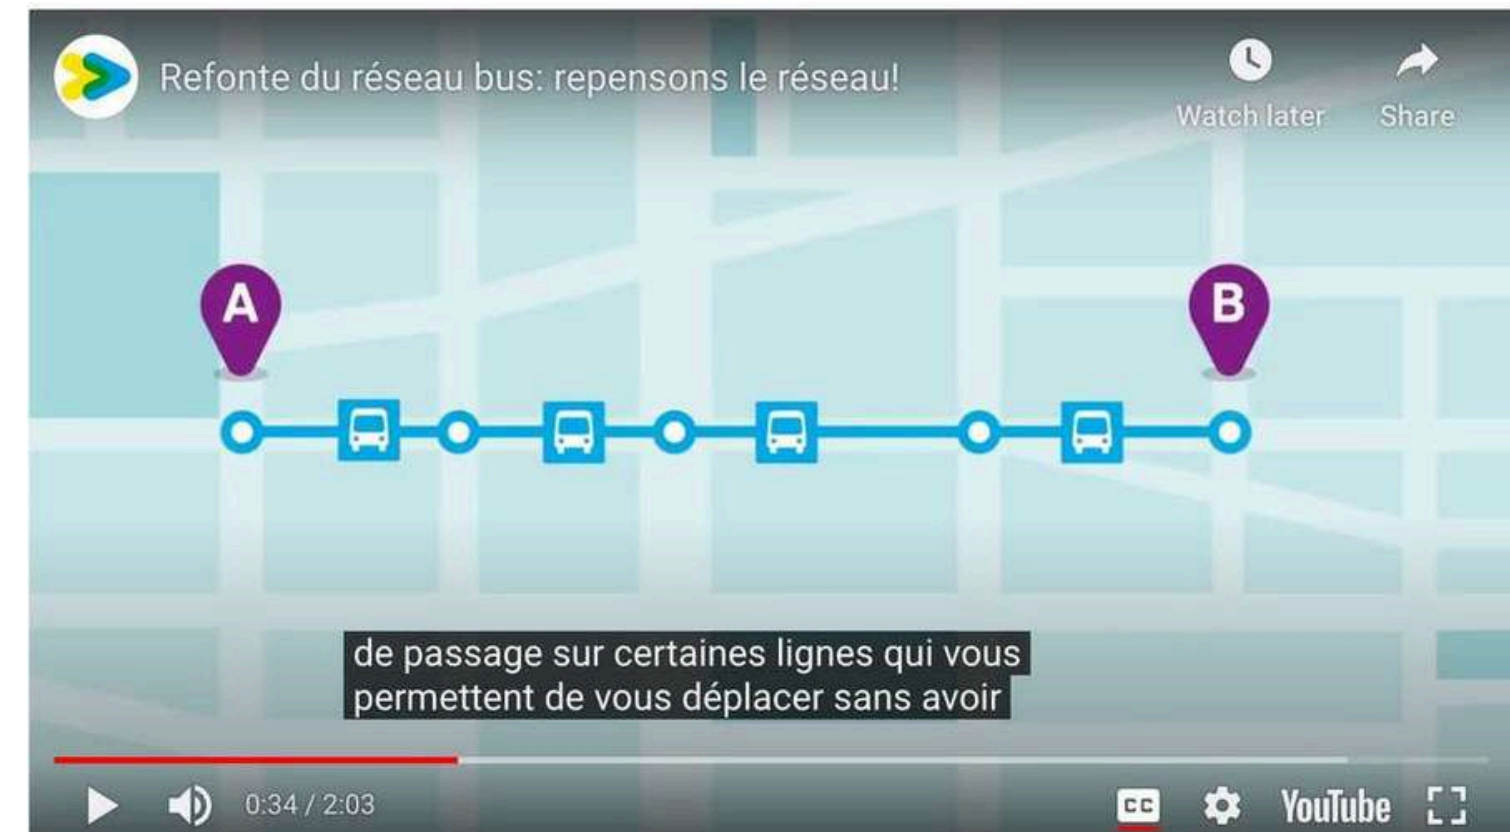 Refonte du réseau bus: repensons le réseau!
Watch later
Share
A
B
de passage sur certaines lignes qui vous
permettent de vous déplacer sans avoir
0:34 / 2:03
CC
YouTube